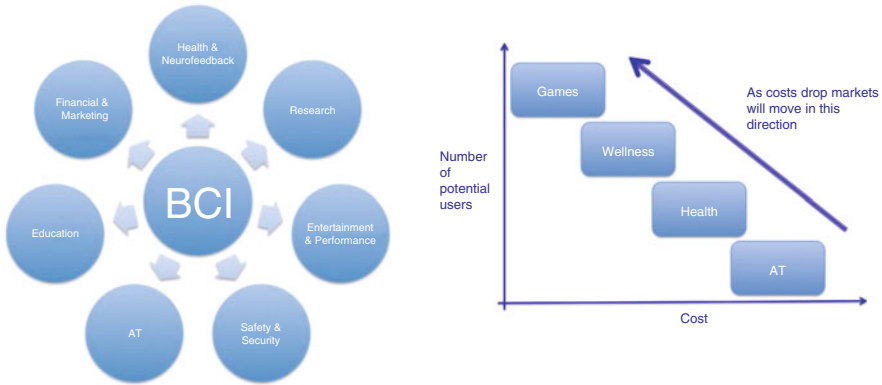 Health &
Neurofeedback
Financial &
Marketing
Research
BCI
Education
Entertainment
& Performance
AT
Safety &
Security
Number
of
potential
users
Games
Wellness
Health
AT
As costs drop markets
will move in this
direction
Cost